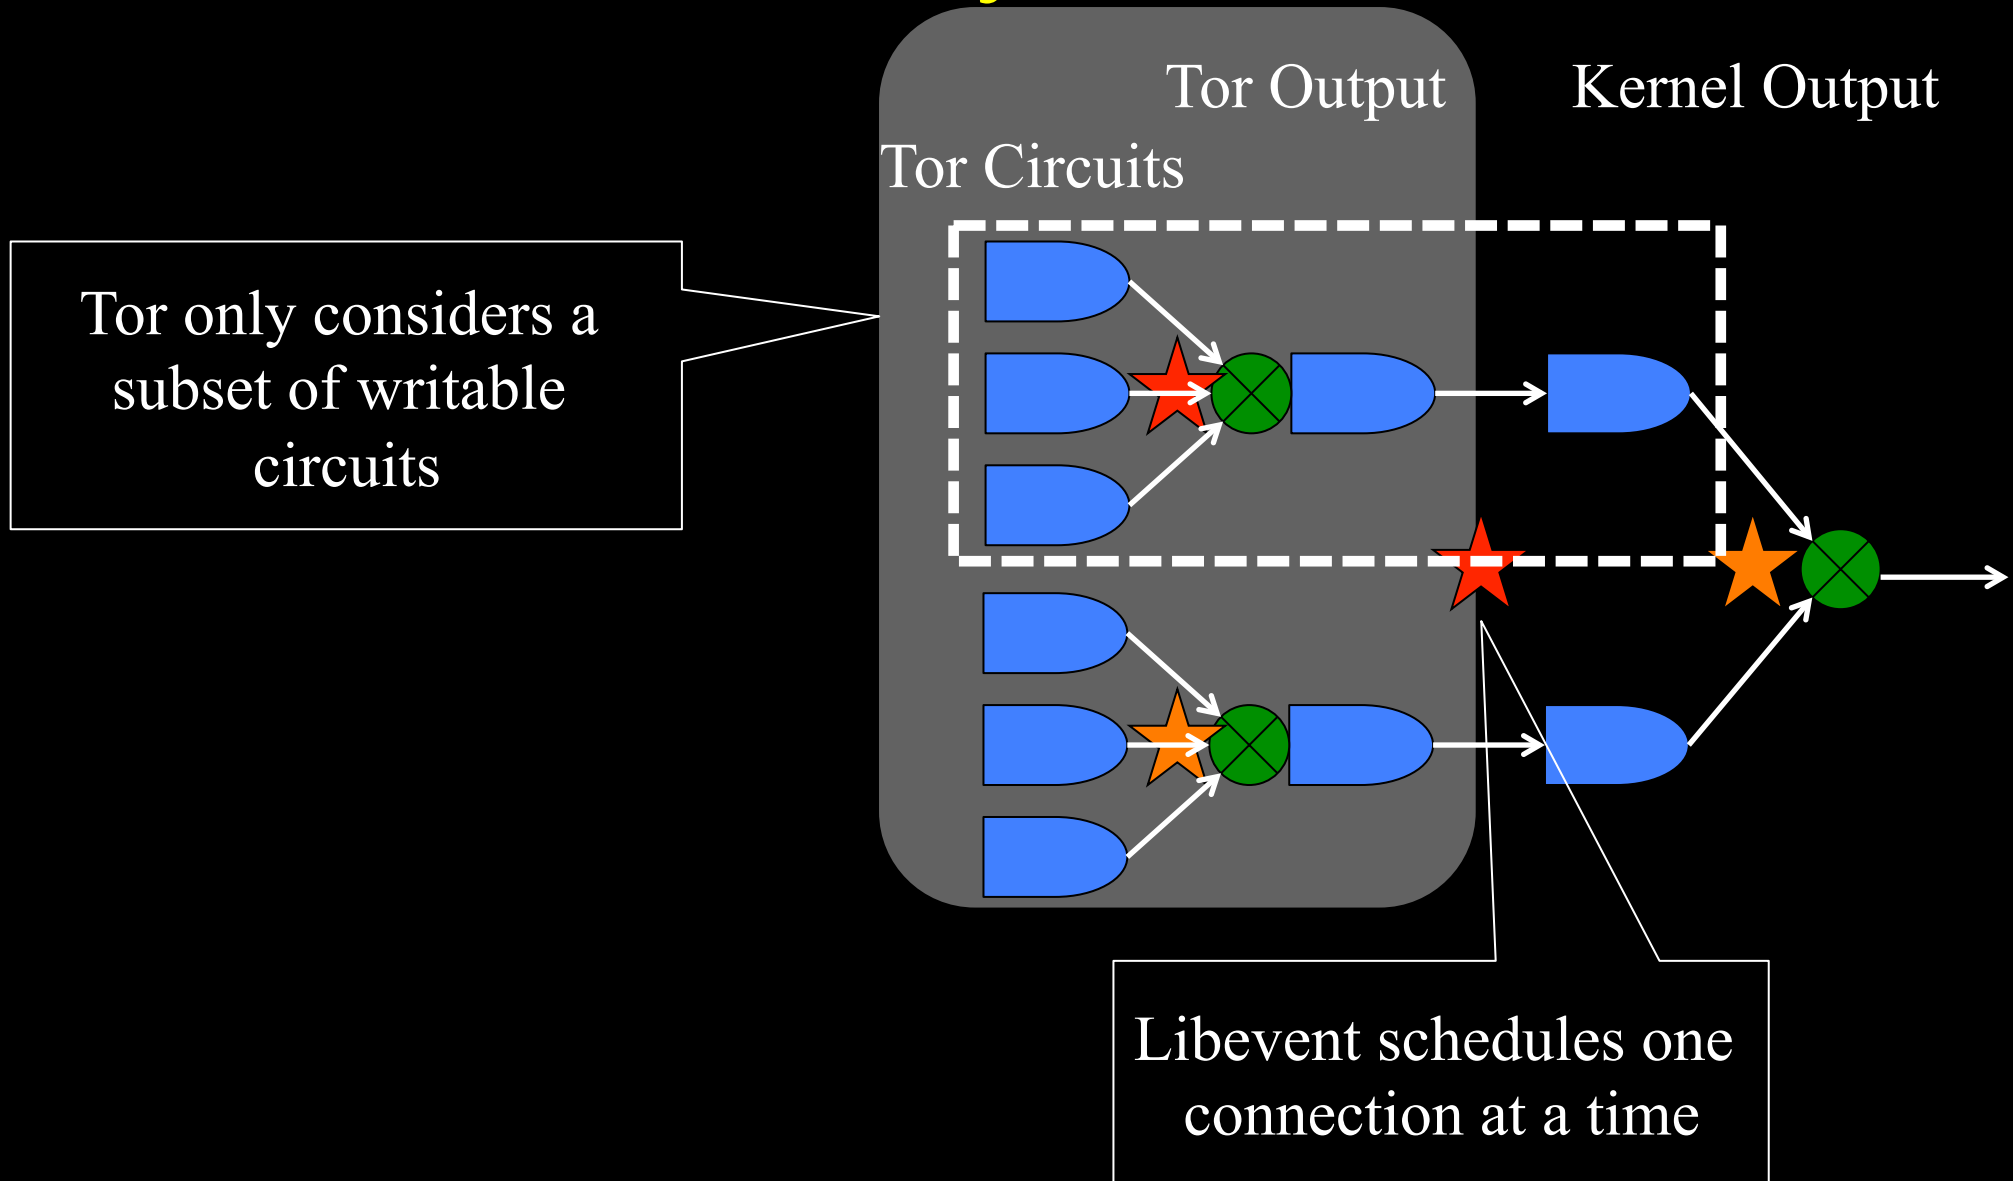 Tor Output
Kernel Output
Tor Circuits
Tor only considers a
subset of writable
circuits
Libevent schedules one
connection at a time